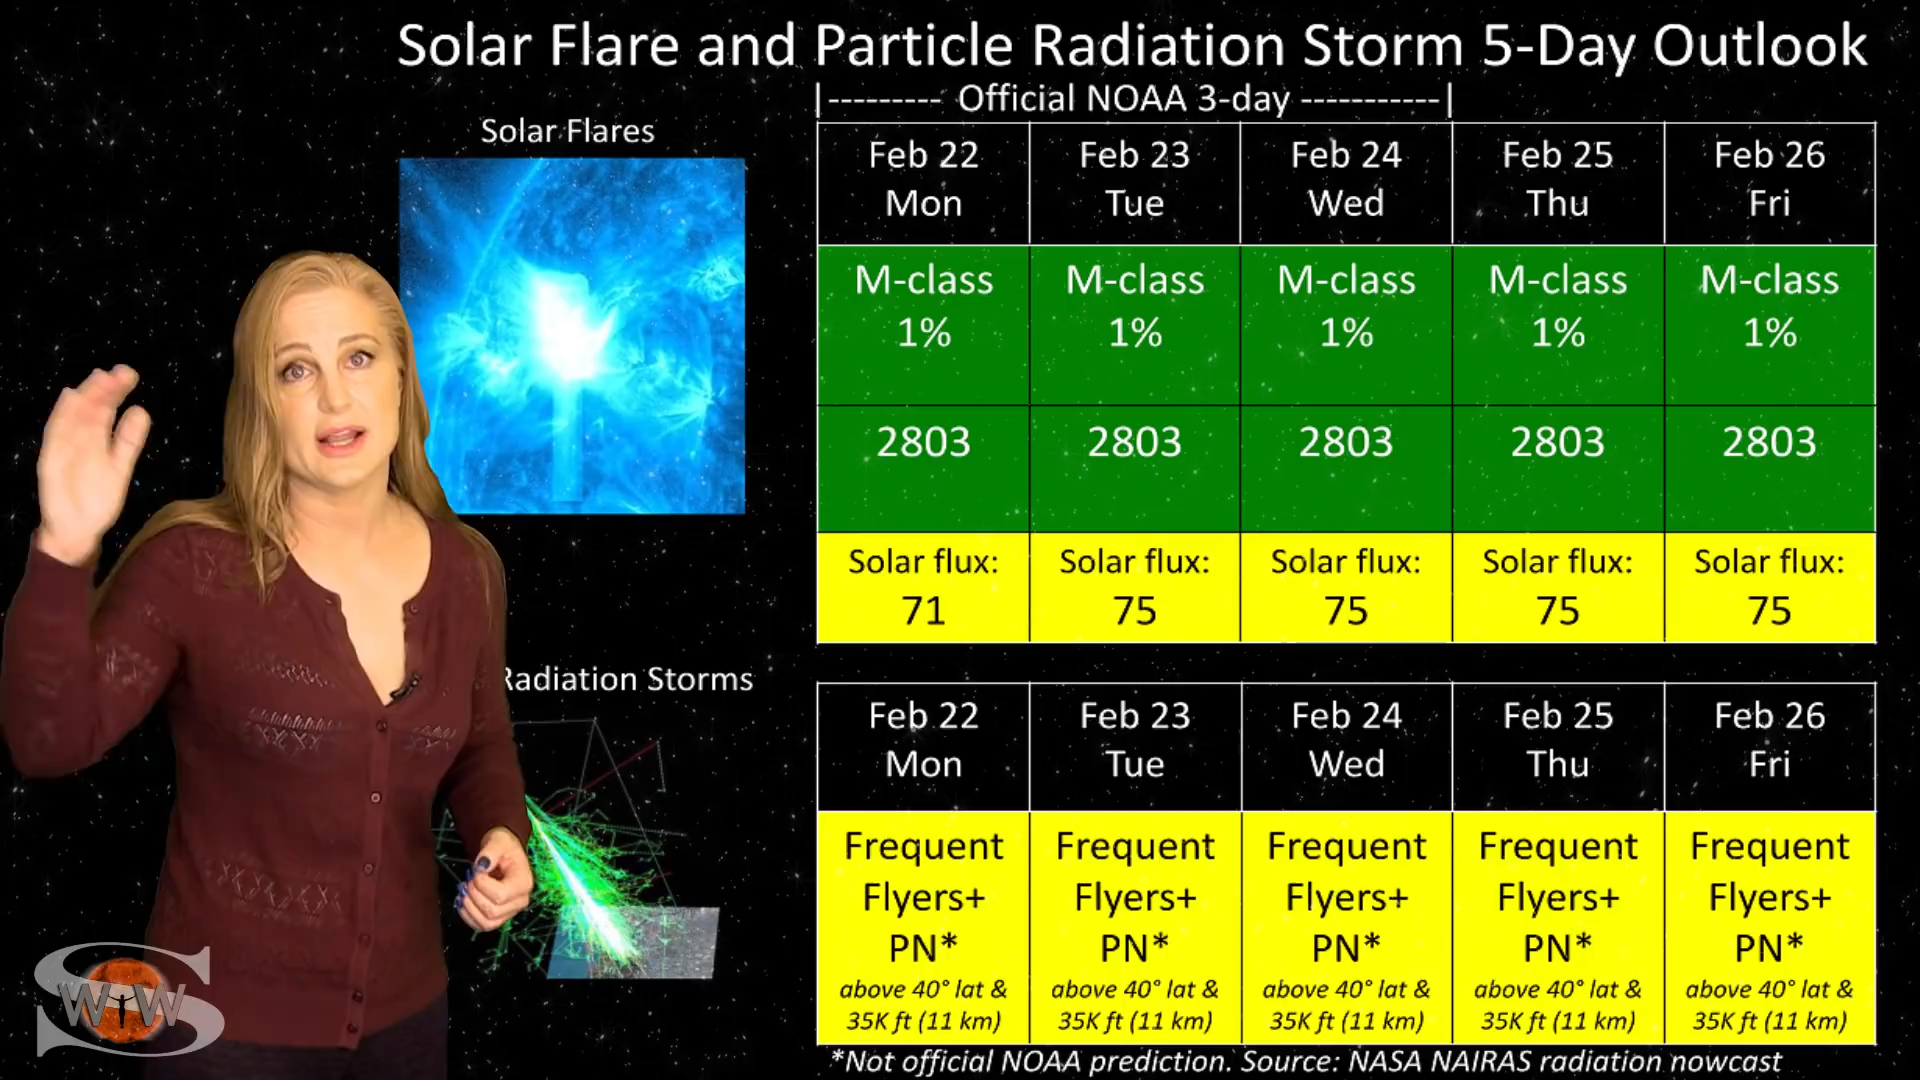 Solar Flare and Particle Radiation Storm 5-Day Outlook
|--------- Official NOAA 3-day -----------|
Solar Flares
Feb 22 Feb 23 Feb 24 Feb 25 Feb 26
Mon Tue Wed Thu Fri
M-class M-class M-class M-class M-class
1% 1% 1% 1% 1%
2803 2803 2803 2803 2803
Solar flux: Solar flux: Solar flux: Solar flux: Solar flux:
71 75 75 75 75
Radiation Storms
Feb 22 Feb 23 Feb 24 Feb 25 Feb 26
Mon Tue Wed Thu Fri
Frequent Frequent Frequent Frequent Frequent
Flyers+ Flyers+ Flyers+ Flyers+ Flyers+
PN* PN* PN* PN* PN*
above 40° lat & above 40° lat & above 40° lat & above 40° lat & above 40° lat &
35K ft (11 km) 35K ft (11 km) 35K ft (11 km) 35K ft (11 km) 35K ft (11 km)
*Not official NOAA prediction. Source: NASA NAIRAS radiation nowcast
S
WW